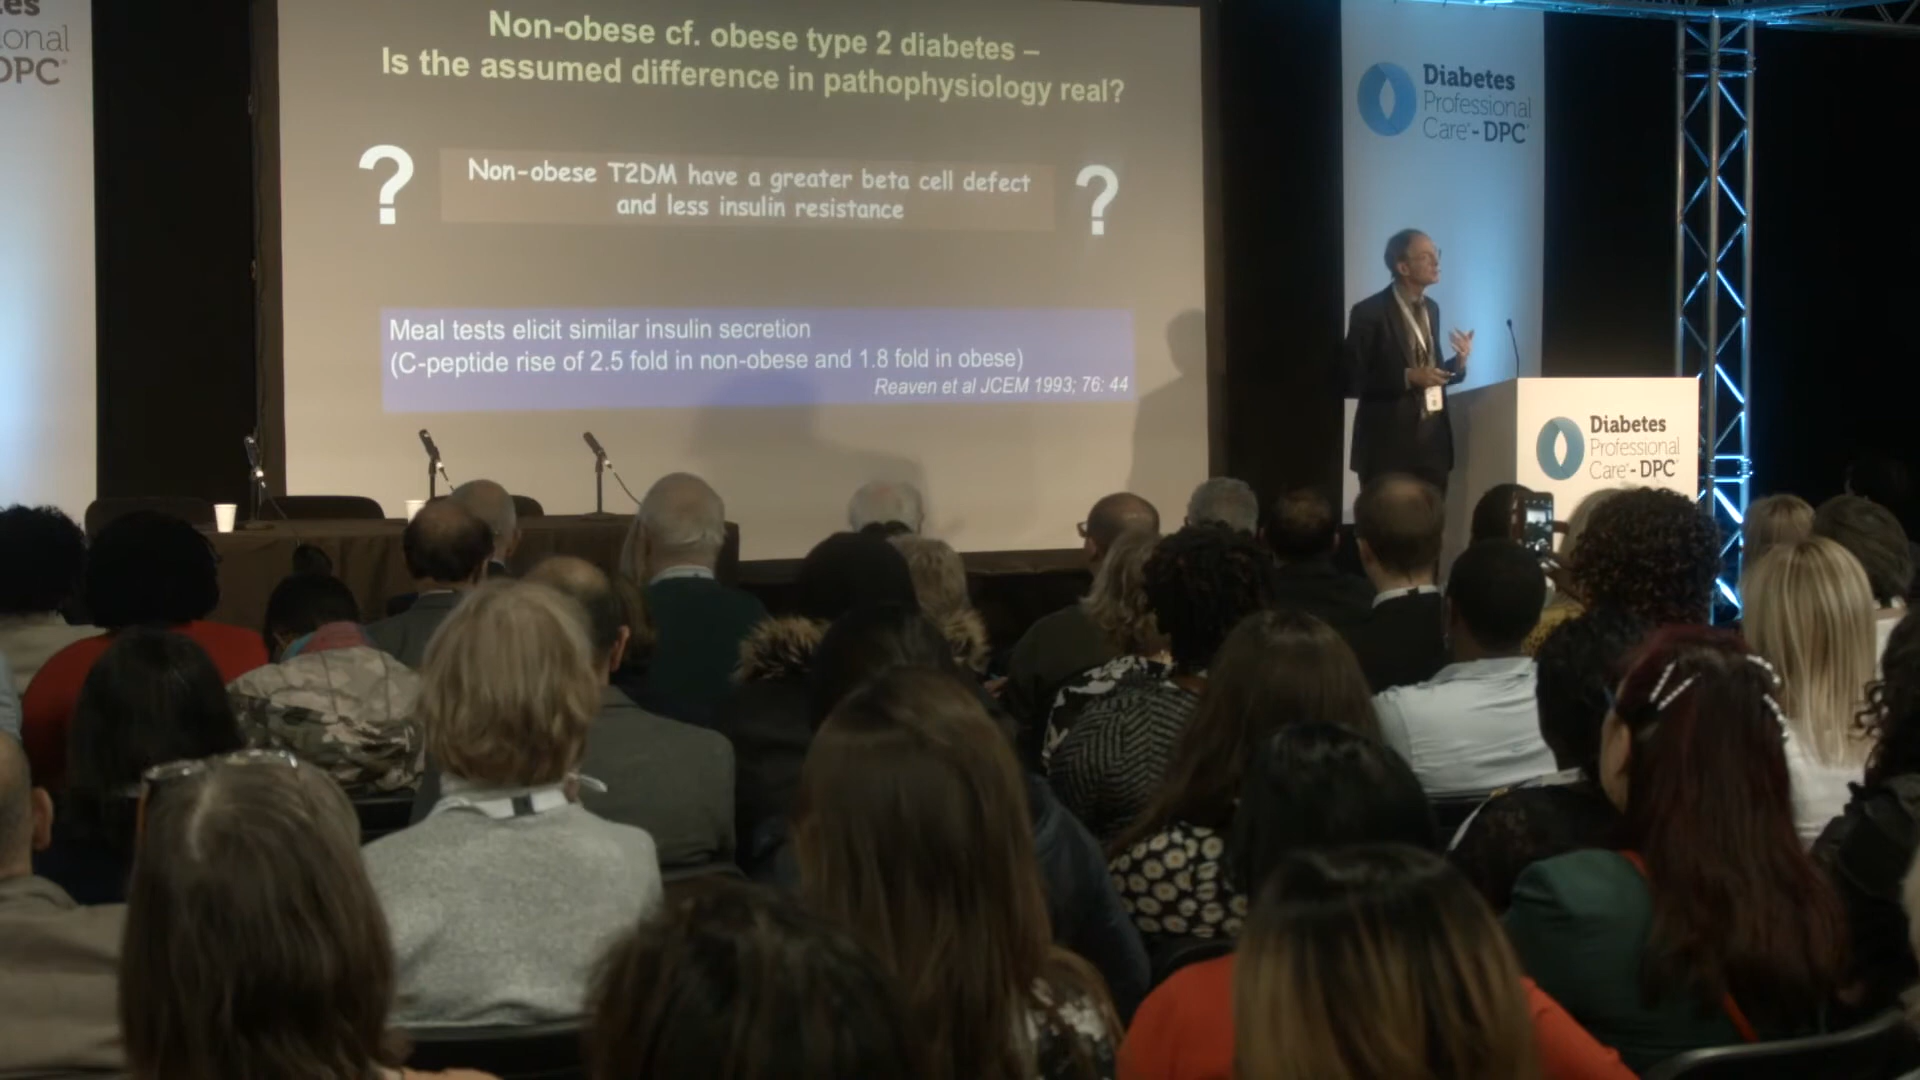 es
onal
DPC
Non-obese cf. obese type 2 diabetes –
Is the assumed difference in pathophysiology real?
? Non-obese T2DM have a greater beta cell defect ?
and less insulin resistance
Meal tests elicit similar insulin secretion
(C-peptide rise of 2.5 fold in non-obese and 1.8 fold in obese)
Reaven et al JCEM 1993; 76: 44
Diabetes
Professional
Care - DPC
Diabetes
Professional
Care - DPC